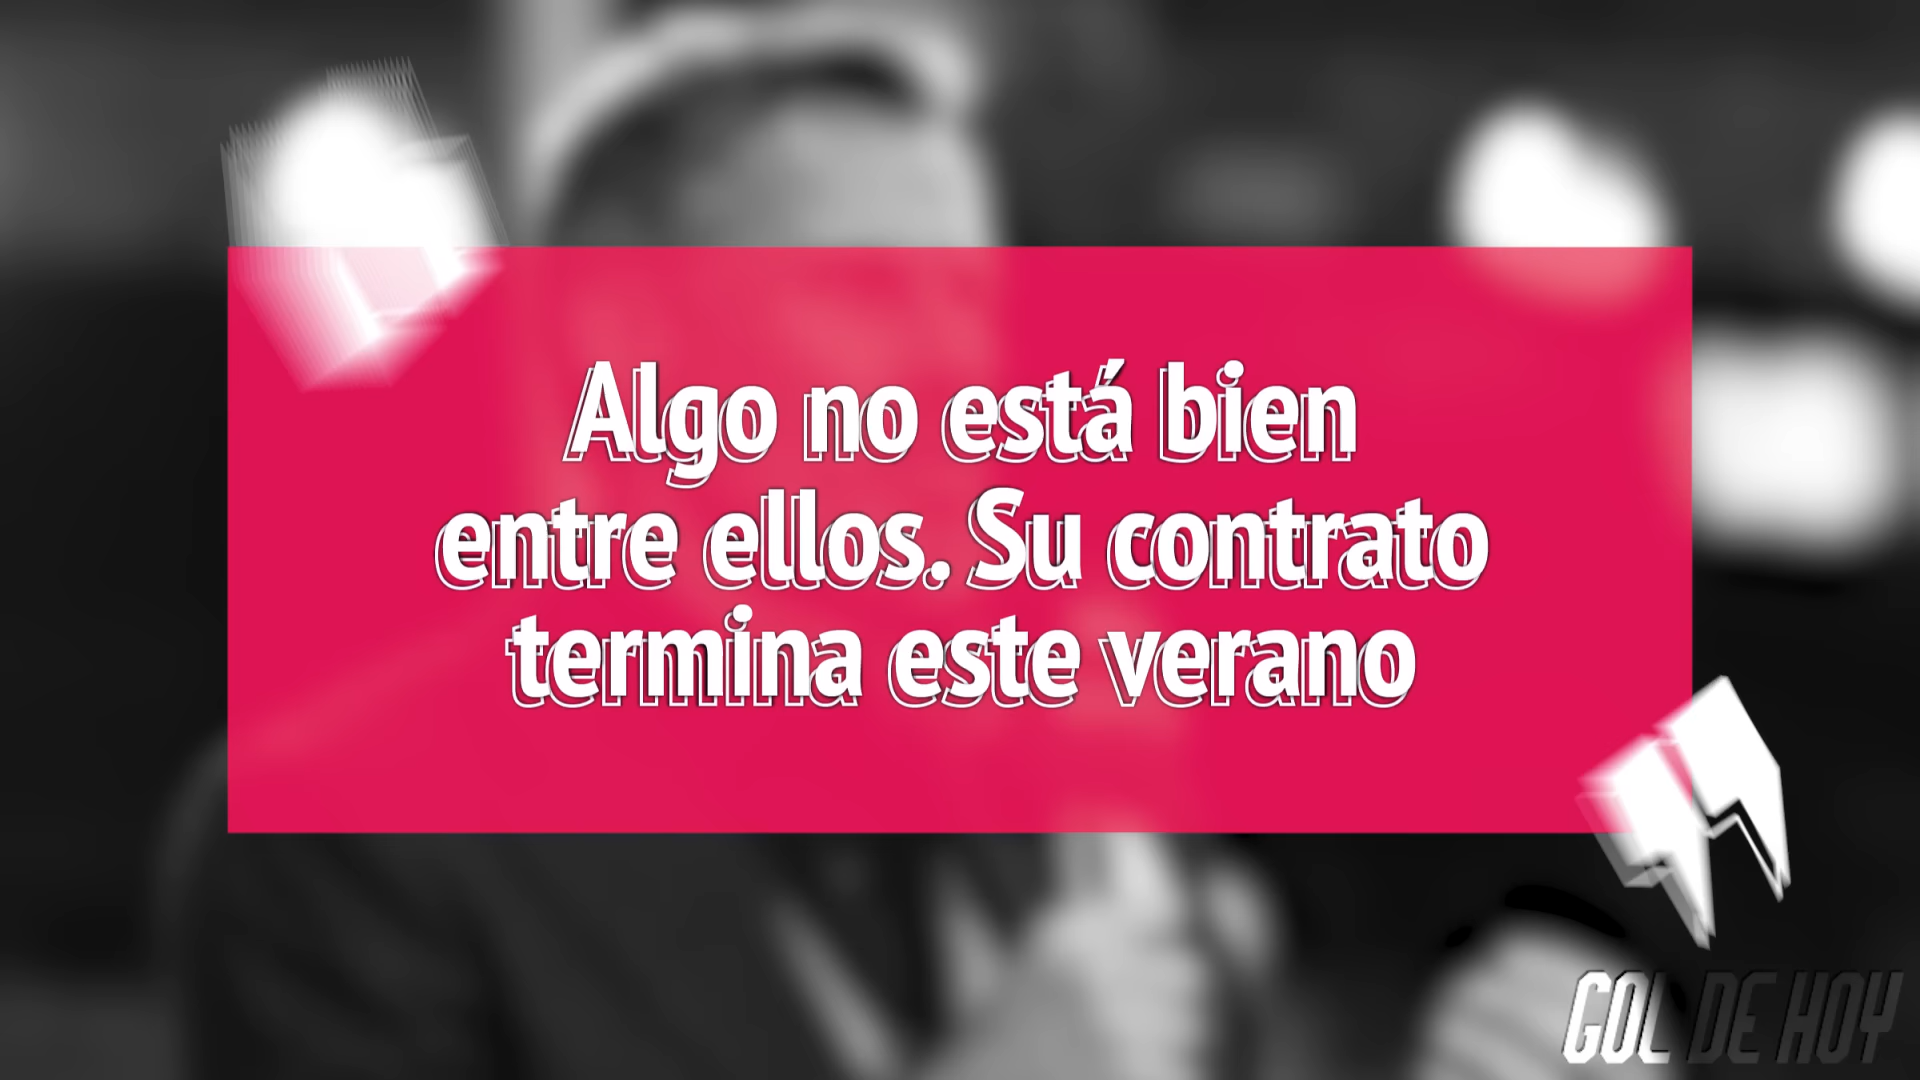 Algo no está bien
entre ellos. Su contrato
termina este verano
GOL DE HOY